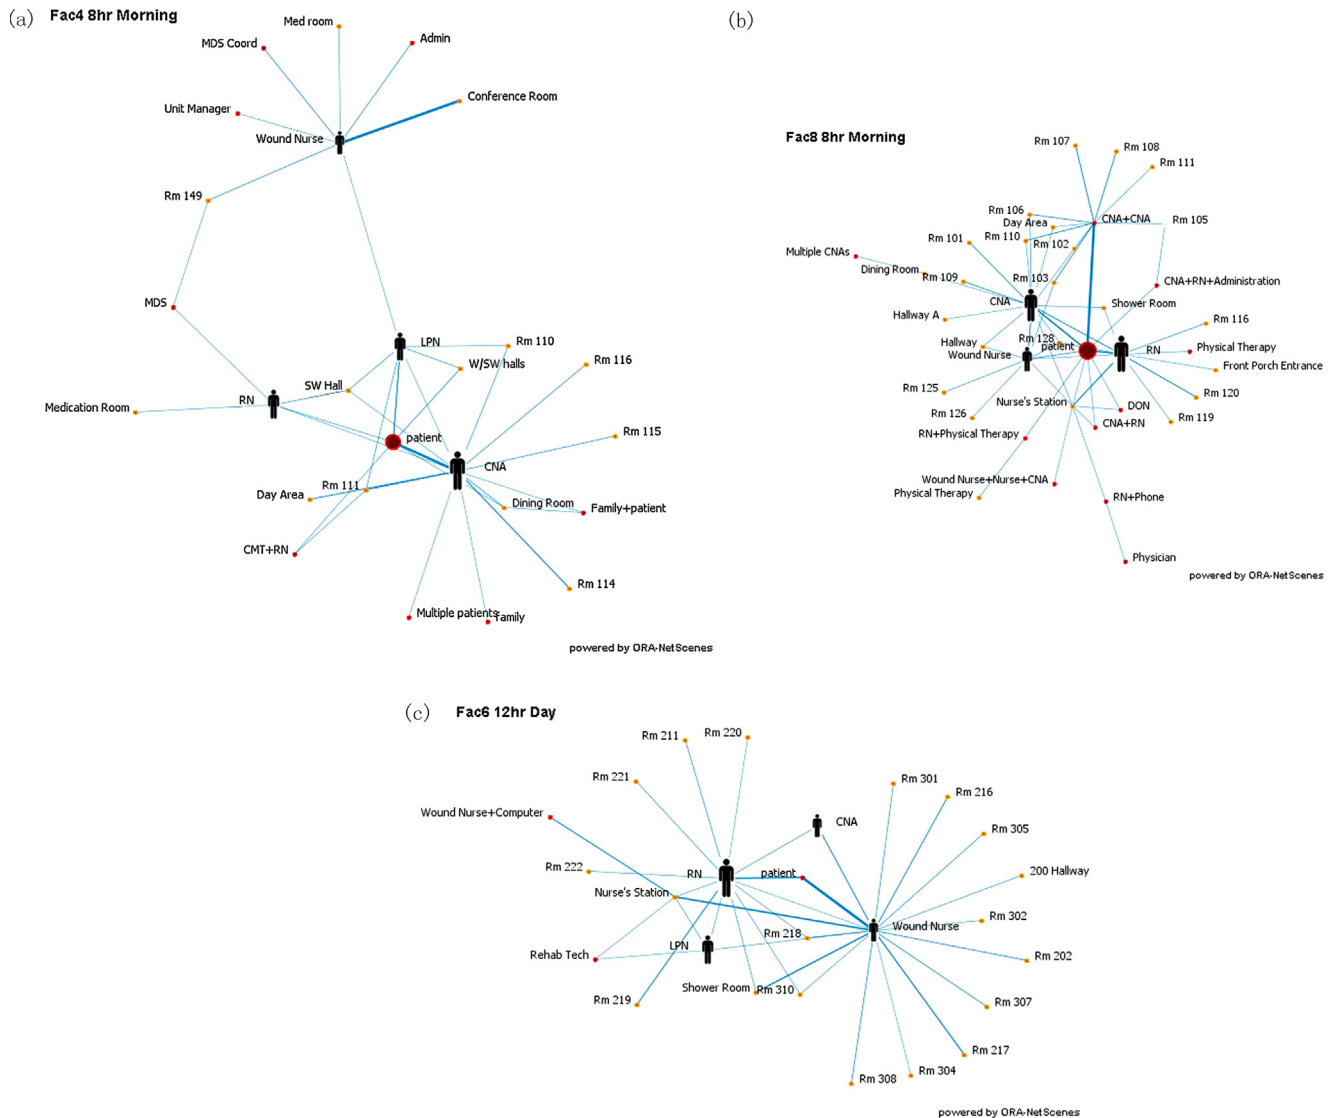 (a)
Fac4 8hr Morning
Med room
MDS Coord
Admin
Conference Room
Unit Manager
Wound Nurse
Rm 149
MDS
LPN
Rm 110
W/SW halls
Rm 116
SW Hall
RN
Medication Room
patient
Rm 115
CNA
Rm 111
Day Area
Dining Room
Family+patient
CMT+RN
Rm 114
Multiple patients
Family
powered by ORA-NetScenes
(b)
Fac8 8hr Morning
Rm 107
Rm 108
Rm 111
Rm 106
CNA+CNA
Rm 105
Day Area
Rm 110
Rm 101
Rm 102
Multiple CNAs
Dining Room
Rm 109
Rm 103
CNA+RN+Administration
CNA
Shower Room
Hallway A
Rm 116
Hallway
Rm 128
patient
RN
Physical Therapy
Wound Nurse
Front Porch Entrance
Rm 125
Rm 120
Nurse's Station
DON
Rm 126
Rm 119
CNA+RN
RN+Physical Therapy
Wound Nurse+Nurse+CNA
Physical Therapy
RN+Phone
Physician
powered by ORA-NetScenes
(c)
Fac6 12hr Day
Rm 211
Rm 220
Rm 221
Rm 301
Rm 216
Wound Nurse+Computer
CNA
Rm 305
Rm 222
RN
patient
200 Hallway
Nurse's Station
Rm 302
Wound Nurse
Rm 218
LPN
Rehab Tech
Rm 202
Shower Room
Rm 310
Rm 219
Rm 307
Rm 217
Rm 304
Rm 308
powered by ORA-NetScenes